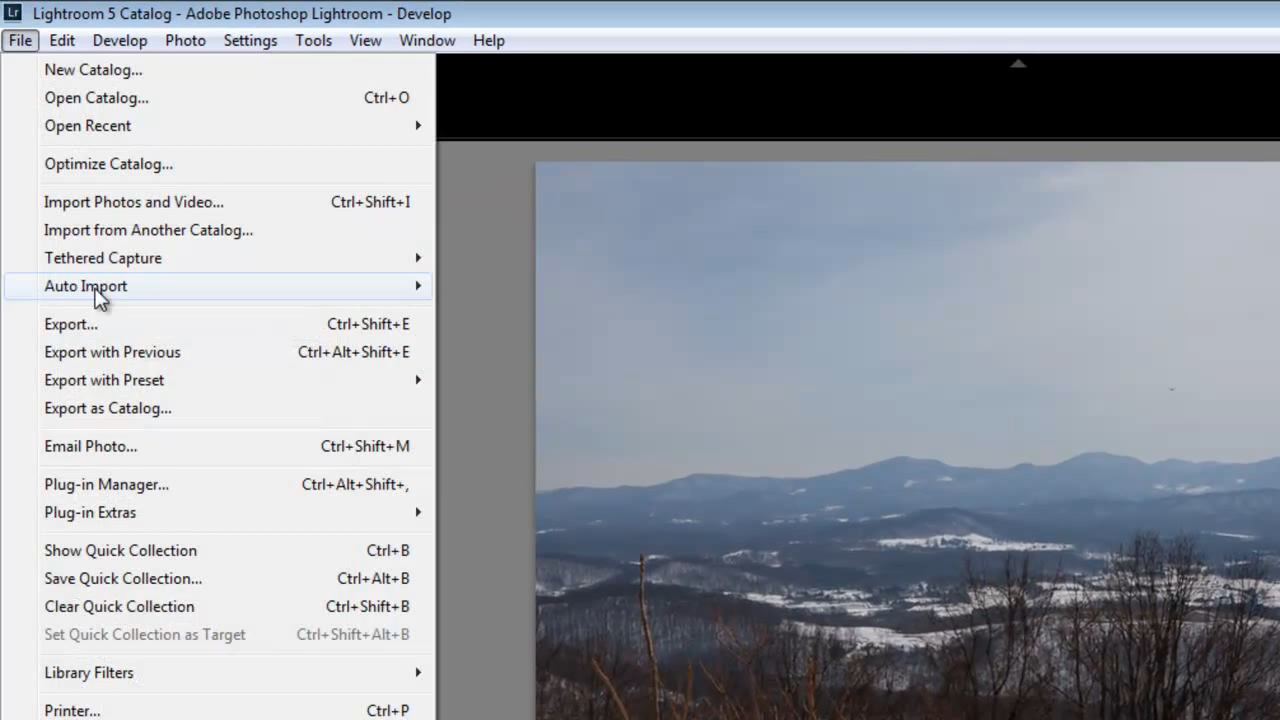 Lr Lightroom 5 Catalog - Adobe Photoshop Lightroom - Develop
File Edit Develop Photo Settings Tools View Window Help
New Catalog...
Open Catalog... Ctrl+O
Open Recent
Optimize Catalog...
Import Photos and Video... Ctrl+Shift+I
Import from Another Catalog...
Tethered Capture
Auto Import
Export... Ctrl+Shift+E
Export with Previous Ctrl+Alt+Shift+E
Export with Preset
Export as Catalog...
Email Photo... Ctrl+Shift+M
Plug-in Manager... Ctrl+Alt+Shift+,
Plug-in Extras
Show Quick Collection Ctrl+B
Save Quick Collection... Ctrl+Alt+B
Clear Quick Collection Ctrl+Shift+B
Set Quick Collection as Target Ctrl+Shift+Alt+B
Library Filters
Printer... Ctrl+P